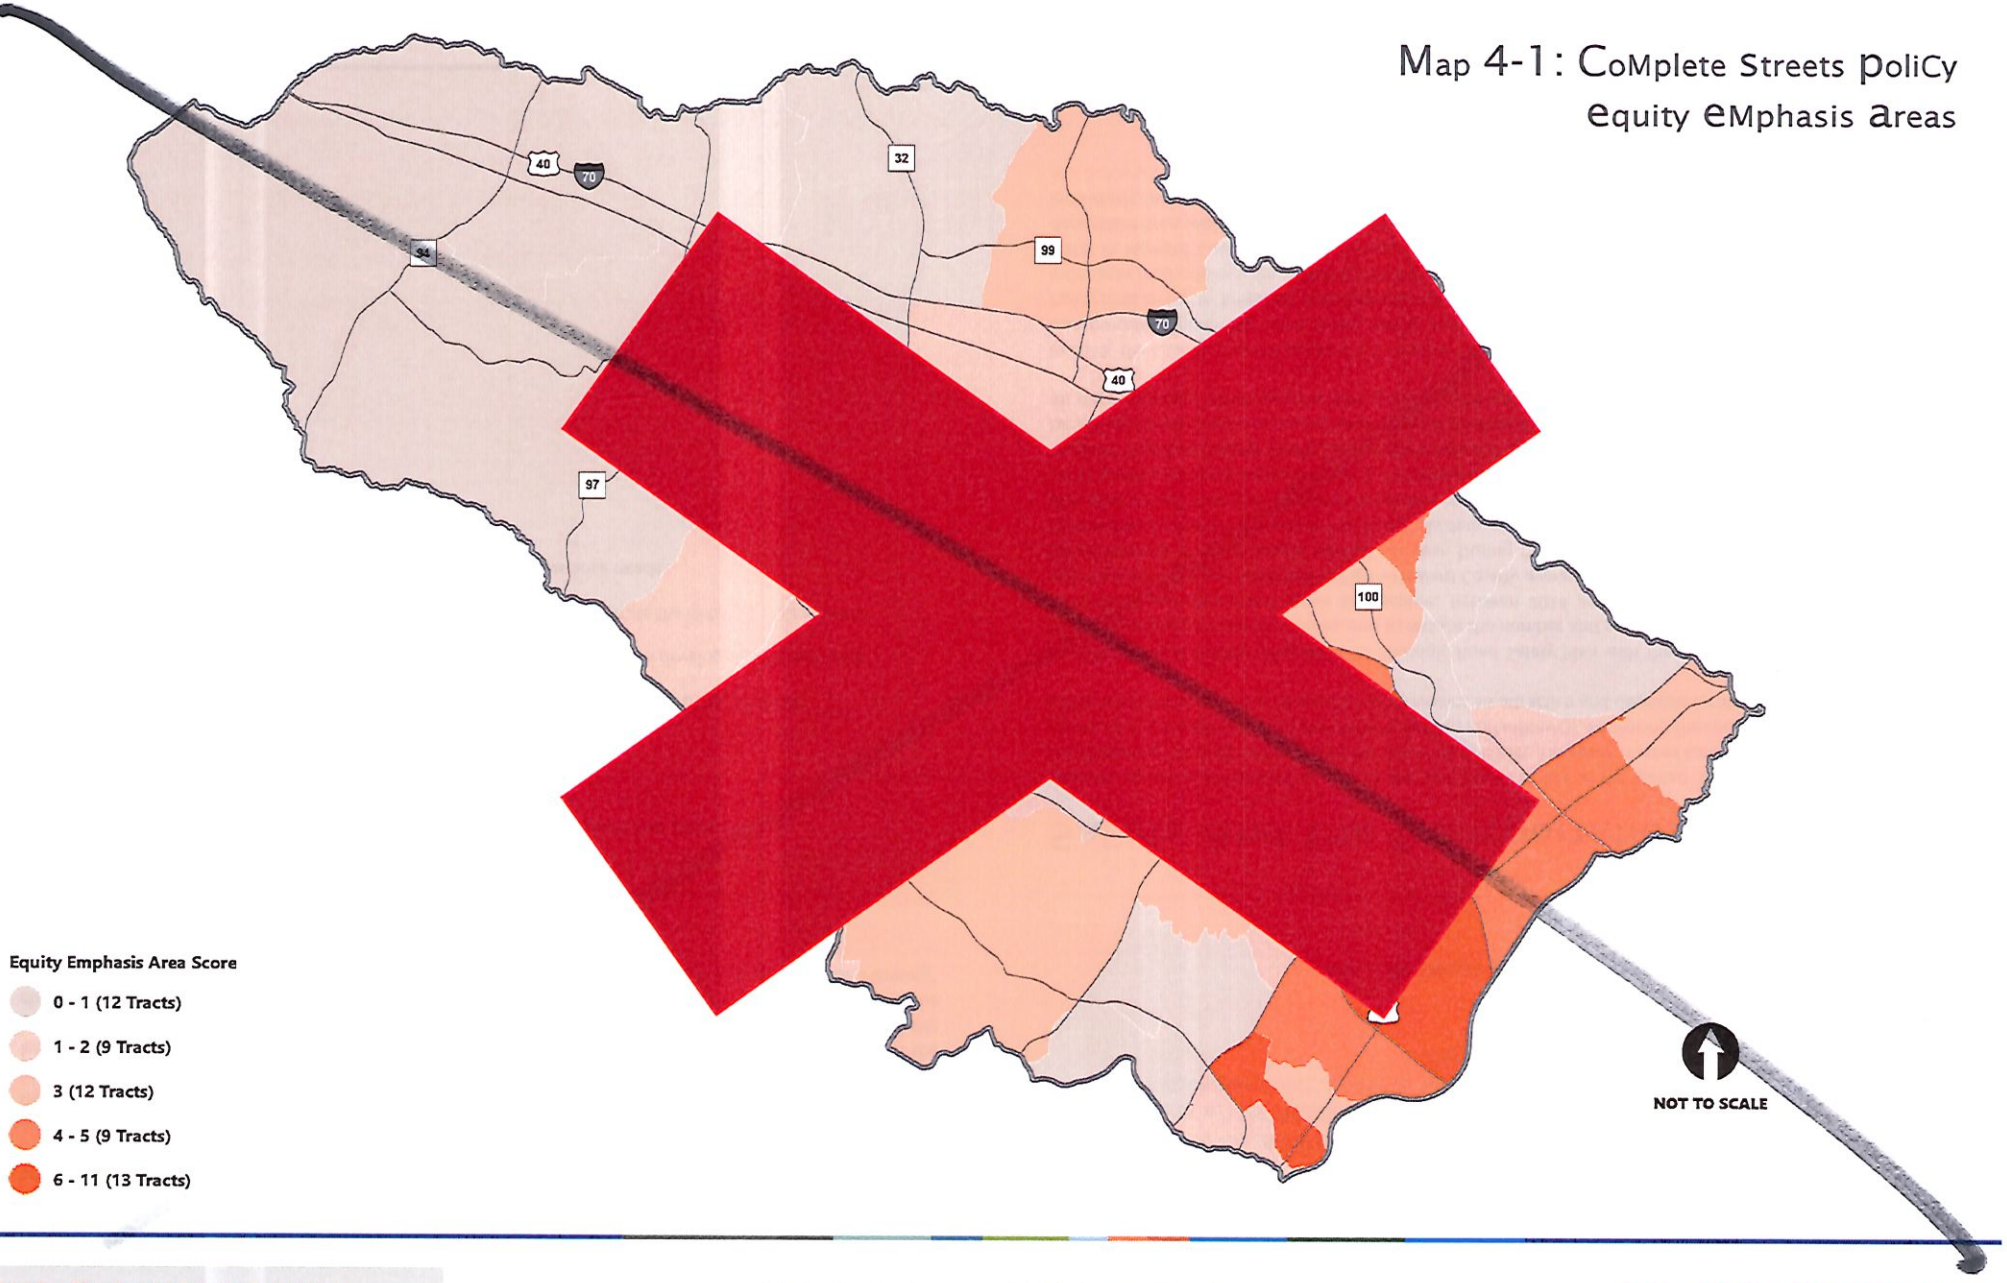 Map 4-1: CoMplete Streets poliCy
equity eMphasis areas
40
70
32
94
99
70
40
97
100
Equity Emphasis Area Score
0 - 1 (12 Tracts)
1 - 2 (9 Tracts)
3 (12 Tracts)
4 - 5 (9 Tracts)
6 - 11 (13 Tracts)
NOT TO SCALE